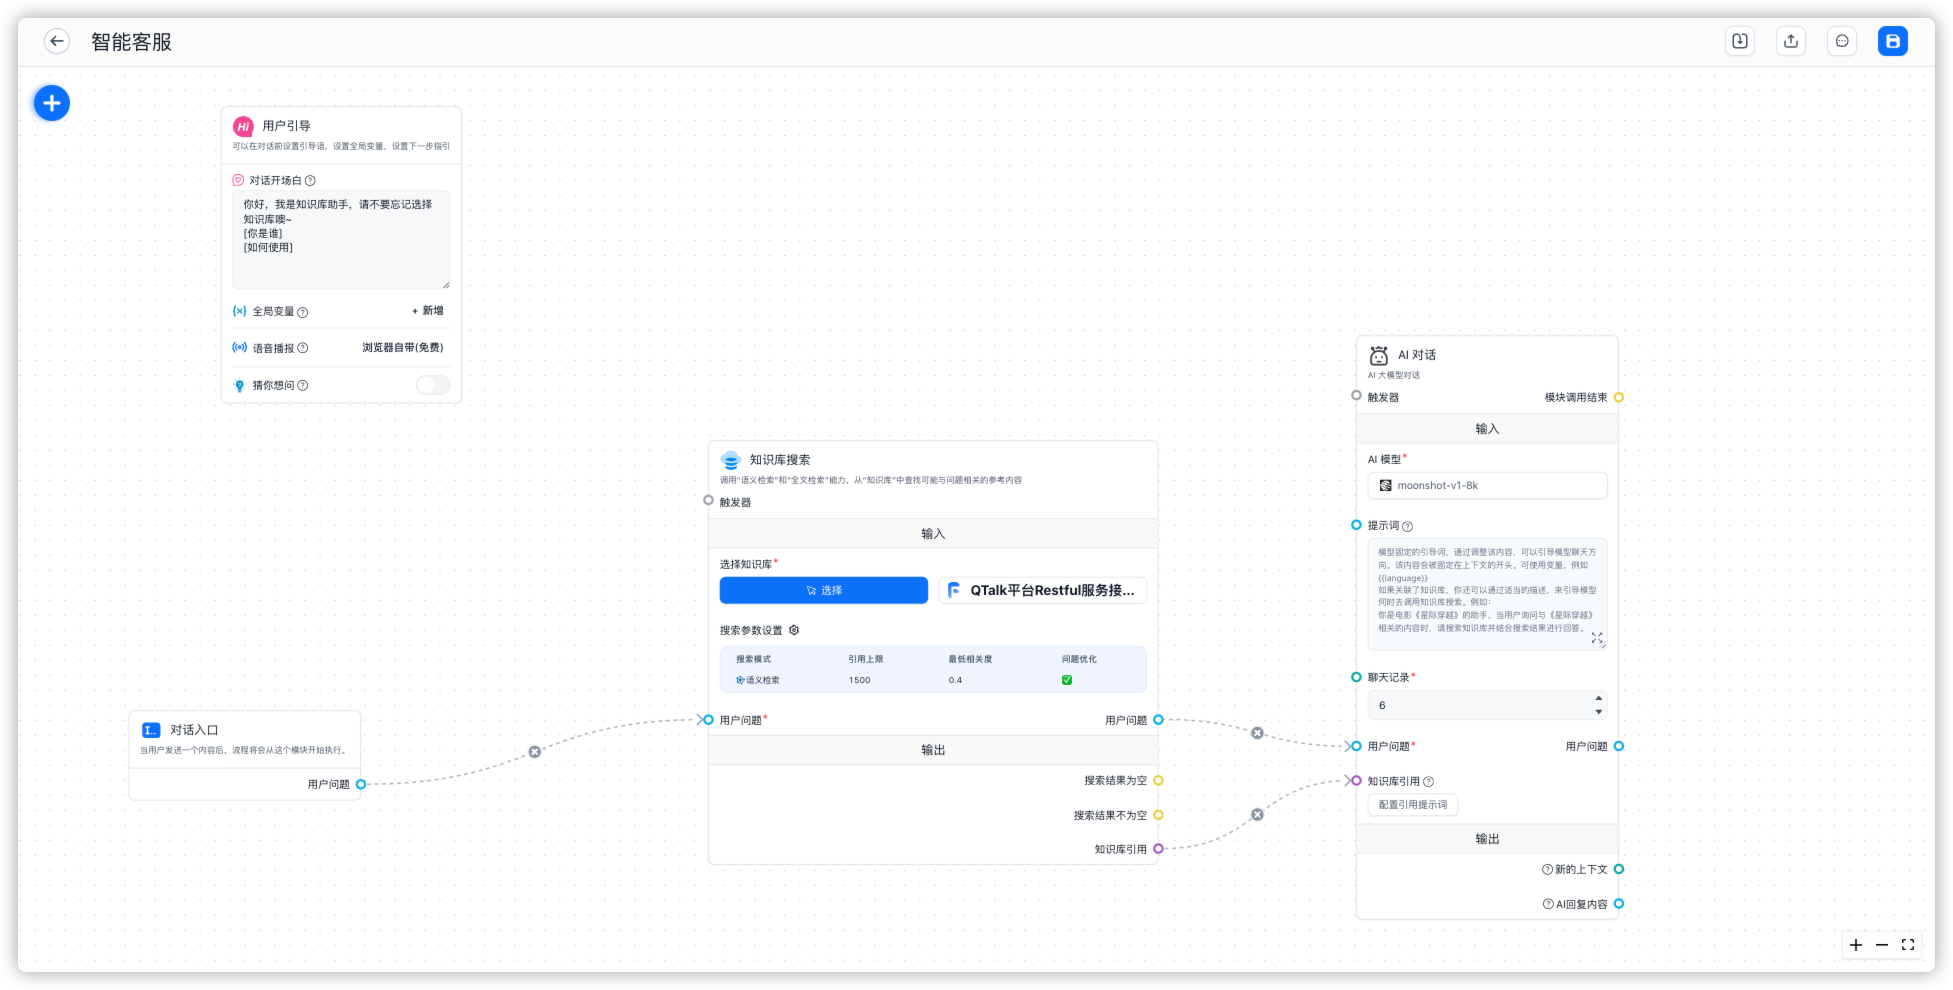 智能客服
Hi 用户引导
可以在对话前设置引导语，设置全局变量，设置下一步指引
对话开场白
你好，我是知识库助手，请不要忘记选择
知识库噢~
[你是谁]
[如何使用]
全局变量
+ 新增
语音播报
浏览器自带(免费)
猜你想问
对话入口
当用户发送一个内容后，流程将会从这个模块开始执行。
用户问题
知识库搜索
调用“语义检索”和“全文检索”能力，从“知识库”中查找可能与问题相关的参考内容
触发器
输入
选择知识库*
选择
QTalk平台Restful服务接...
搜索参数设置
搜索模式 引用上限 最低相关度 问题优化
语义检索 1500 0.4 ✅
用户问题*
用户问题
输出
搜索结果为空
搜索结果不为空
知识库引用
AI 对话
AI 大模型对话
触发器
模块调用结束
输入
AI 模型*
moonshot-v1-8k
提示词
模型固定的引导词，通过调整该内容，可以引导模型聊天方
向。该内容会被固定在上下文的开头。可使用变量，例如
{{language}}
如果关联了知识库，你还可以通过适当的描述，来引导模型
何时去调用知识库搜索。例如：
你是电影《星际穿越》的助手，当用户询问与《星际穿越》
相关的内容时，请搜索知识库并结合搜索结果进行回答。
聊天记录*
6
用户问题*
用户问题
知识库引用
配置引用提示词
输出
新的上下文
AI回复内容